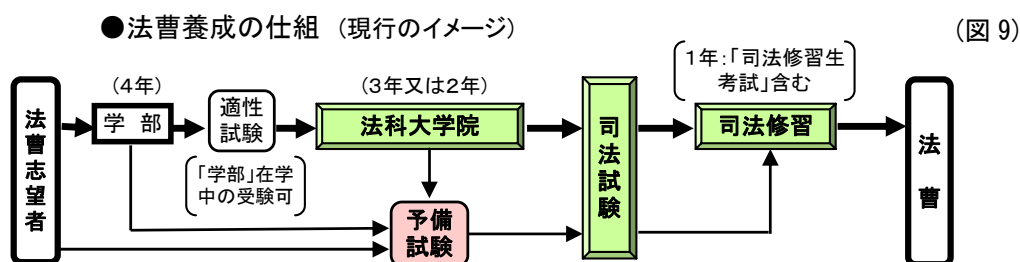 ●法曹養成の仕組 （現行のイメージ）
（図 9）
法曹志望者
（4年）
学 部
適性
試験
「学部」在学
中の受験可
（3年又は2年）
法科大学院
予備
試験
司法試験
1年：「司法修習生
考試」含む
司法修習
法 曹